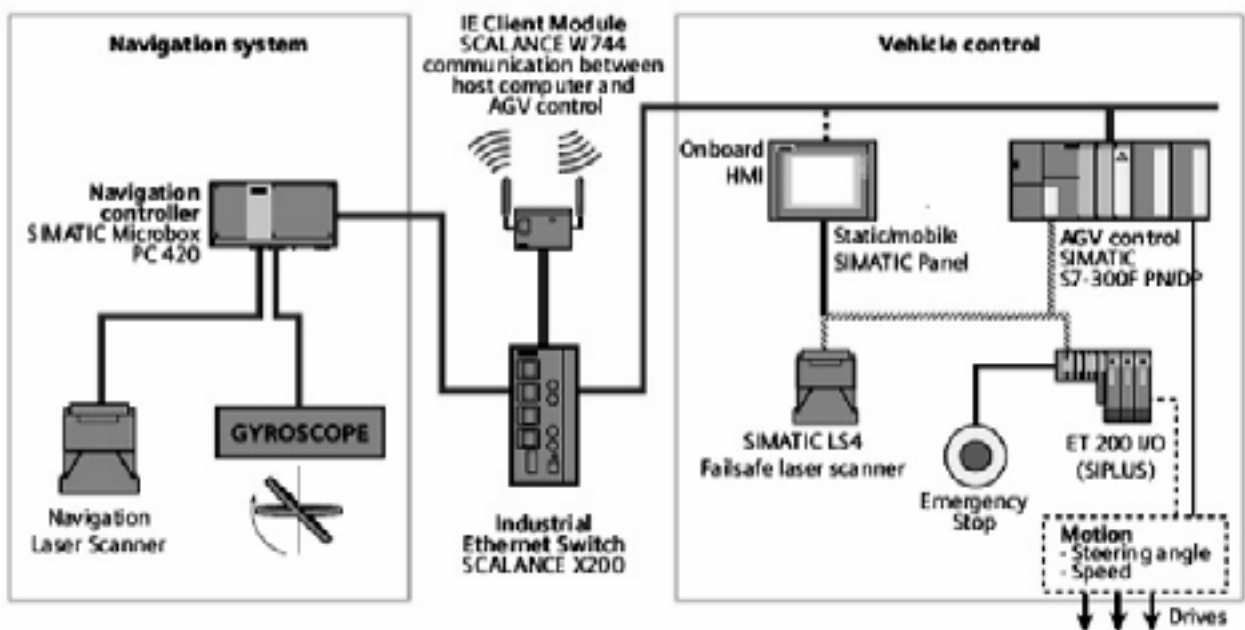 Navigation system
IE Client Module
SCALANCE W744
communication between
host computer and
AGV control
Vehicle control
Navigation
controller
SIMATIC Microbox
PC 420
Onboard
HMI
Static/mobile
SIMATIC Panel
AGV control
SIMATIC
S7-300F PN/DP
GYROSCOPE
Navigation
Laser Scanner
Industrial
Ethernet Switch
SCALANCE X200
SIMATIC LS4
Failsafe laser scanner
Emergency
Stop
ET 200 I/O
(SIPLUS)
Motion
- Steering angle
- Speed
Drives